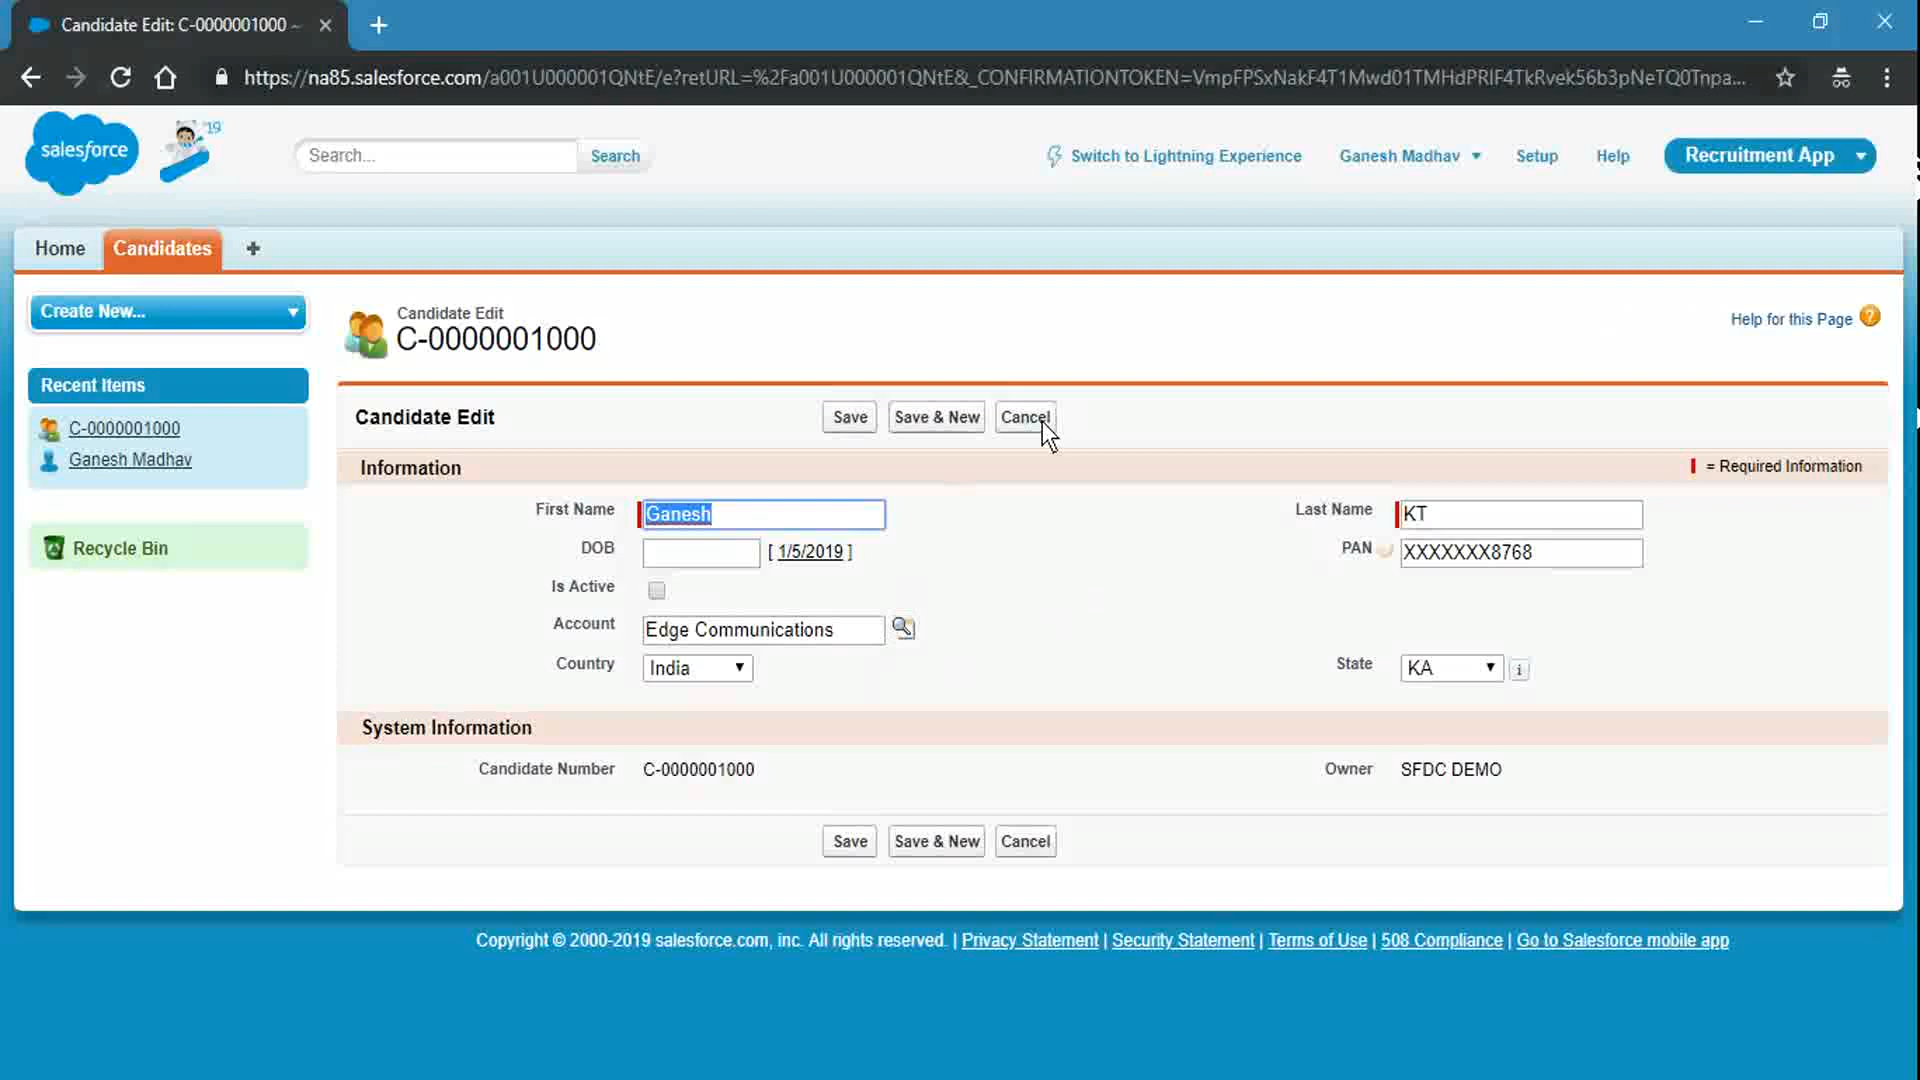 Candidate Edit: C-0000001000 ~
https://na85.salesforce.com/a001U000001QNtE/e?retURL=%2Fa001U000001QNtE&_CONFIRMATIONTOKEN=VmpFPSxNakF4T1Mwd01TMHdPRlF4TkRvek56b3pNeTQ0Tnpa...
salesforce '19
Search... Search
Switch to Lightning Experience Ganesh Madhav Setup Help Recruitment App
Home Candidates +
Create New...
Recent Items
C-0000001000
Ganesh Madhav
Recycle Bin
Candidate Edit
C-0000001000
Help for this Page ?
Candidate Edit Save Save & New Cancel
Information = Required Information
First Name Ganesh Last Name KT
DOB [ 1/5/2019 ] PAN XXXXXXX8768
Is Active
Account Edge Communications
Country India State KA i
System Information
Candidate Number C-0000001000 Owner SFDC DEMO
Save Save & New Cancel
Copyright © 2000-2019 salesforce.com, inc. All rights reserved. | Privacy Statement | Security Statement | Terms of Use | 508 Compliance | Go to Salesforce mobile app